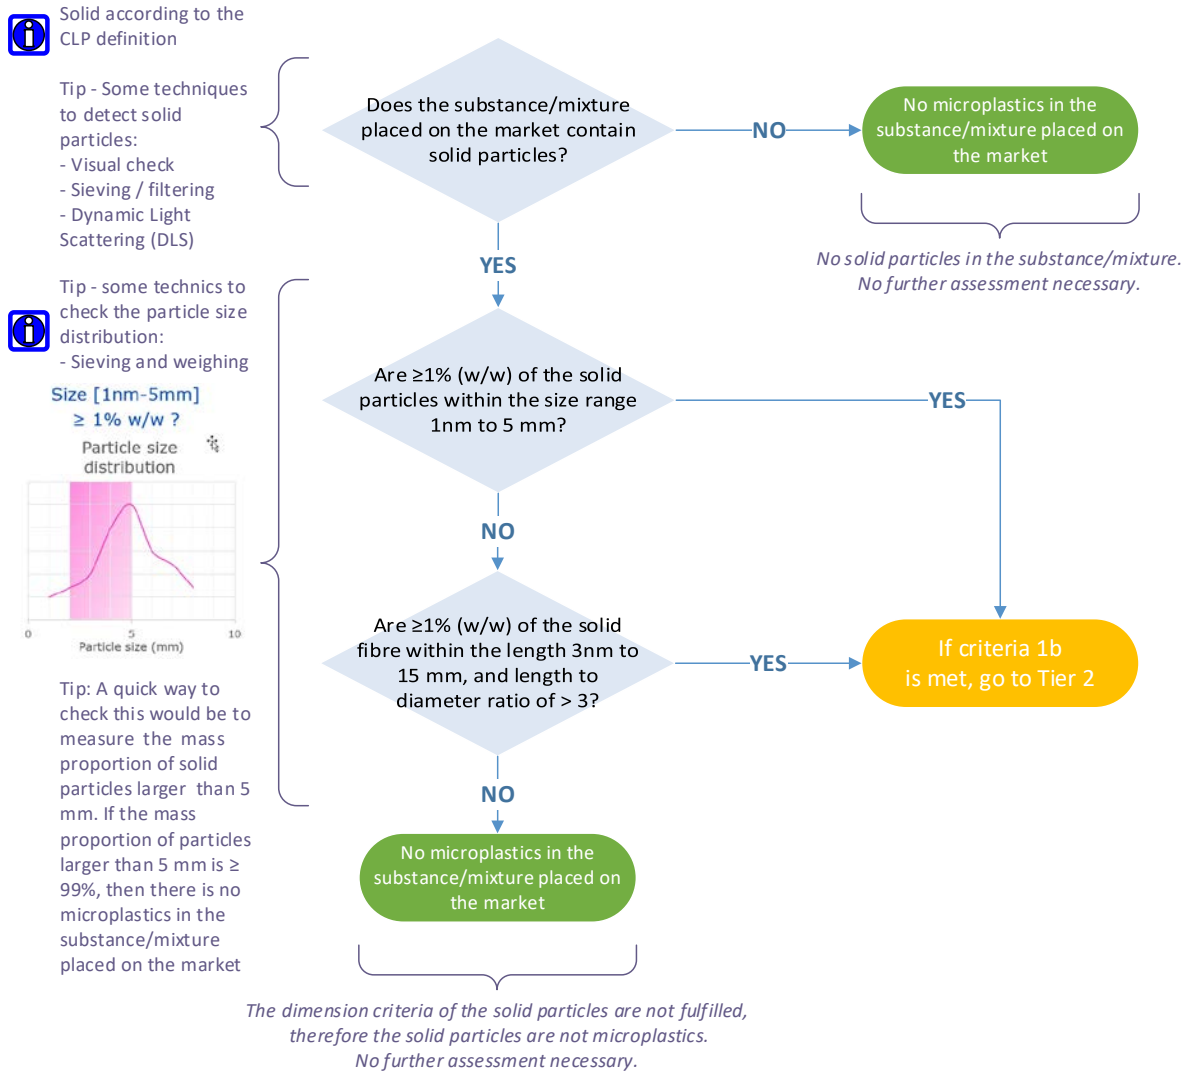 Solid according to the
CLP definition
Tip - Some techniques
to detect solid
particles:
- Visual check
- Sieving / filtering
- Dynamic Light
Scattering (DLS)
Does the substance/mixture
placed on the market contain
solid particles?
NO
No microplastics in the
substance/mixture placed on
the market
No solid particles in the substance/mixture.
No further assessment necessary.
YES
Tip - some technics to
check the particle size
distribution:
- Sieving and weighing
Size [1nm-5mm]
≥ 1% w/w ?
Particle size
distribution
0
5
10
Particle size (mm)
Are ≥1% (w/w) of the solid
particles within the size range
1nm to 5 mm?
YES
NO
Are ≥1% (w/w) of the solid
fibre within the length 3nm to
15 mm, and length to
diameter ratio of > 3?
YES
If criteria 1b
is met, go to Tier 2
Tip: A quick way to
check this would be to
measure the mass
proportion of solid
particles larger than 5
mm. If the mass
proportion of particles
larger than 5 mm is ≥
99%, then there is no
microplastics in the
substance/mixture
placed on the market
NO
No microplastics in the
substance/mixture placed on
the market
The dimension criteria of the solid particles are not fulfilled,
therefore the solid particles are not microplastics.
No further assessment necessary.